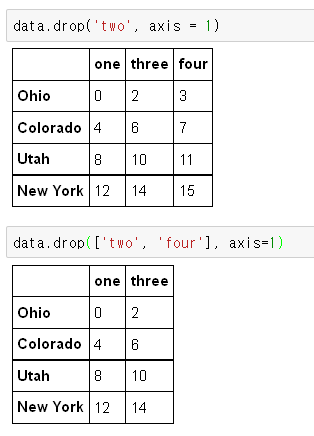 data.drop('two', axis = 1)
one three four
Ohio 0 2 3
Colorado 4 6 7
Utah 8 10 11
New York 12 14 15
data.drop(['two', 'four'], axis=1)
one three
Ohio 0 2
Colorado 4 6
Utah 8 10
New York 12 14